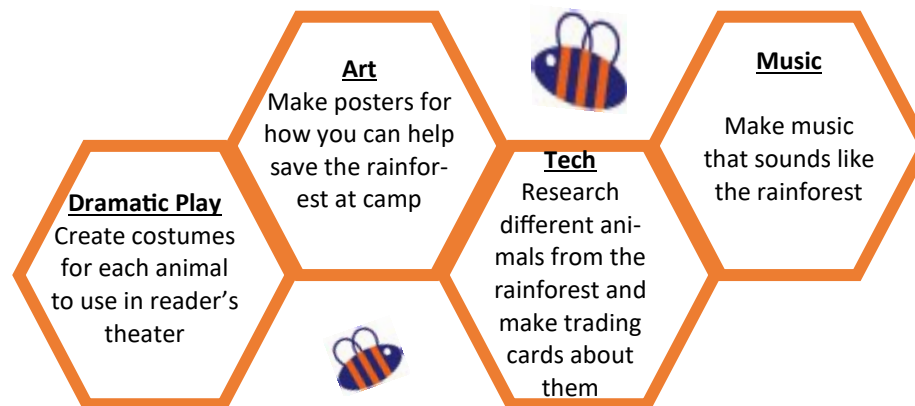 Dramatic Play
Create costumes
for each animal
to use in reader’s
theater
Art
Make posters for
how you can help
save the rainfor-
est at camp
Tech
Research
different ani-
mals from the
rainforest and
make trading
cards about
them
Music
Make music
that sounds like
the rainforest